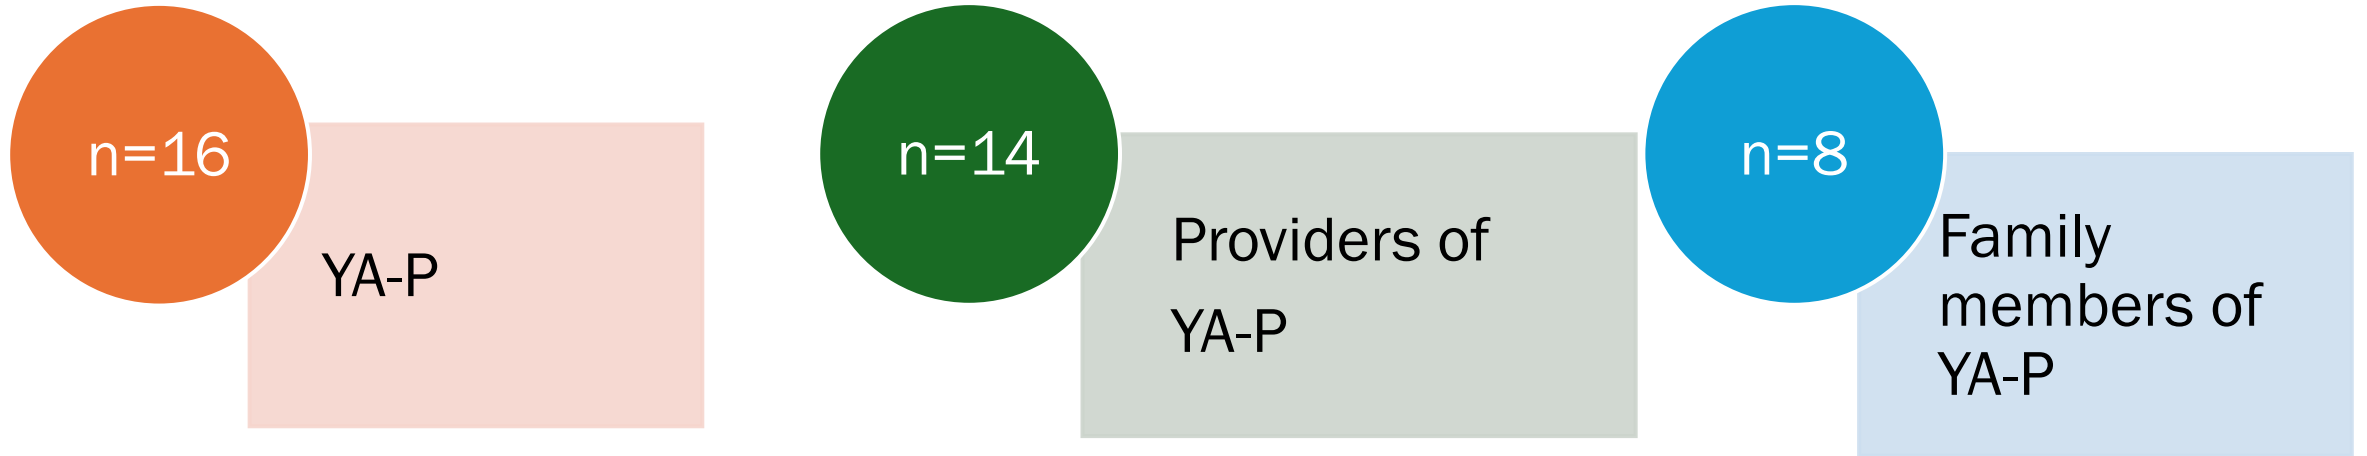 n=16
YA-P
n=14
Providers of
YA-P
n=8
Family
members of
YA-P